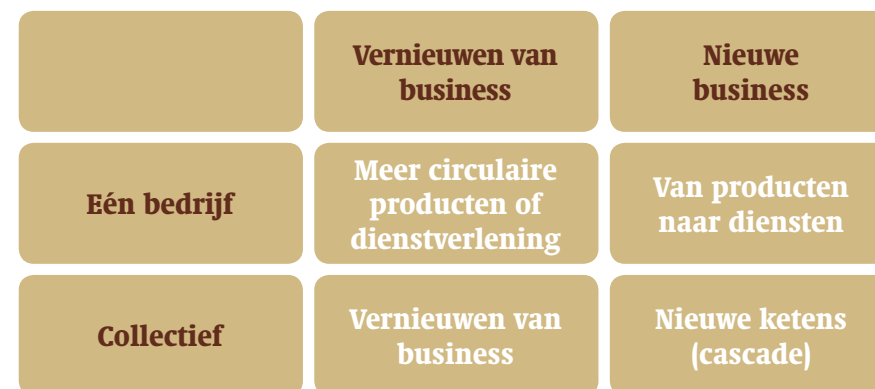 Vernieuwen van
business
Nieuwe
business
Eén bedrijf
Meer circulaire
producten of
dienstverlening
Van producten
naar diensten
Collectief
Vernieuwen van
business
Nieuwe ketens
(cascade)